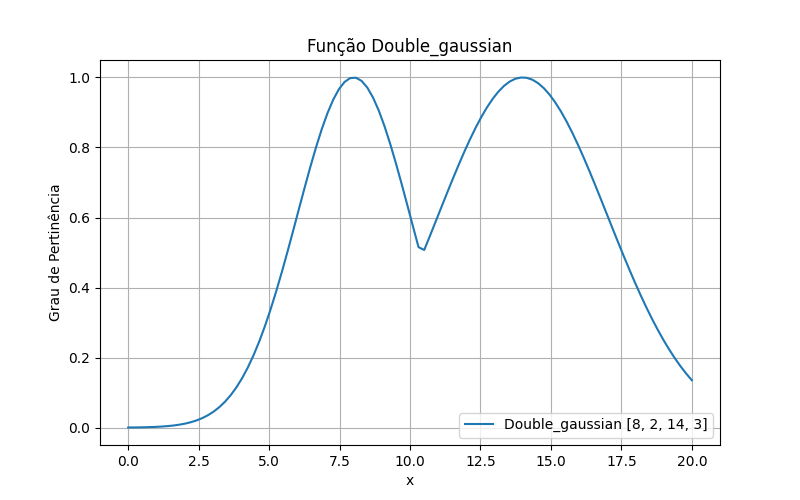 Função Double_gaussian
Grau de Pertinência
1.0
0.8
0.6
0.4
0.2
0.0
Double_gaussian [8, 2, 14, 3]
0.0 2.5 5.0 7.5 10.0 12.5 15.0 17.5 20.0
x